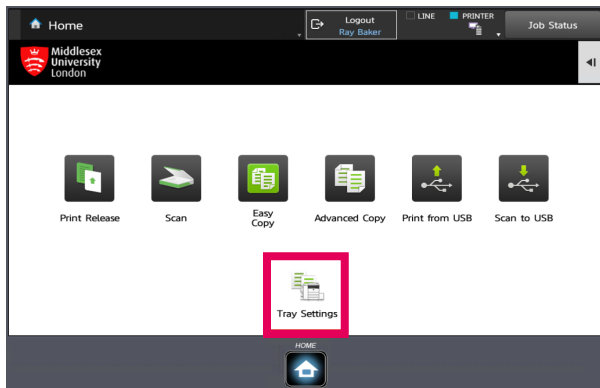 Home
Logout
Ray Baker
LINE
PRINTER
Job Status
Middlesex
University
London
Print Release
Scan
Easy
Copy
Advanced Copy
Print from USB
Scan to USB
Tray Settings
HOME